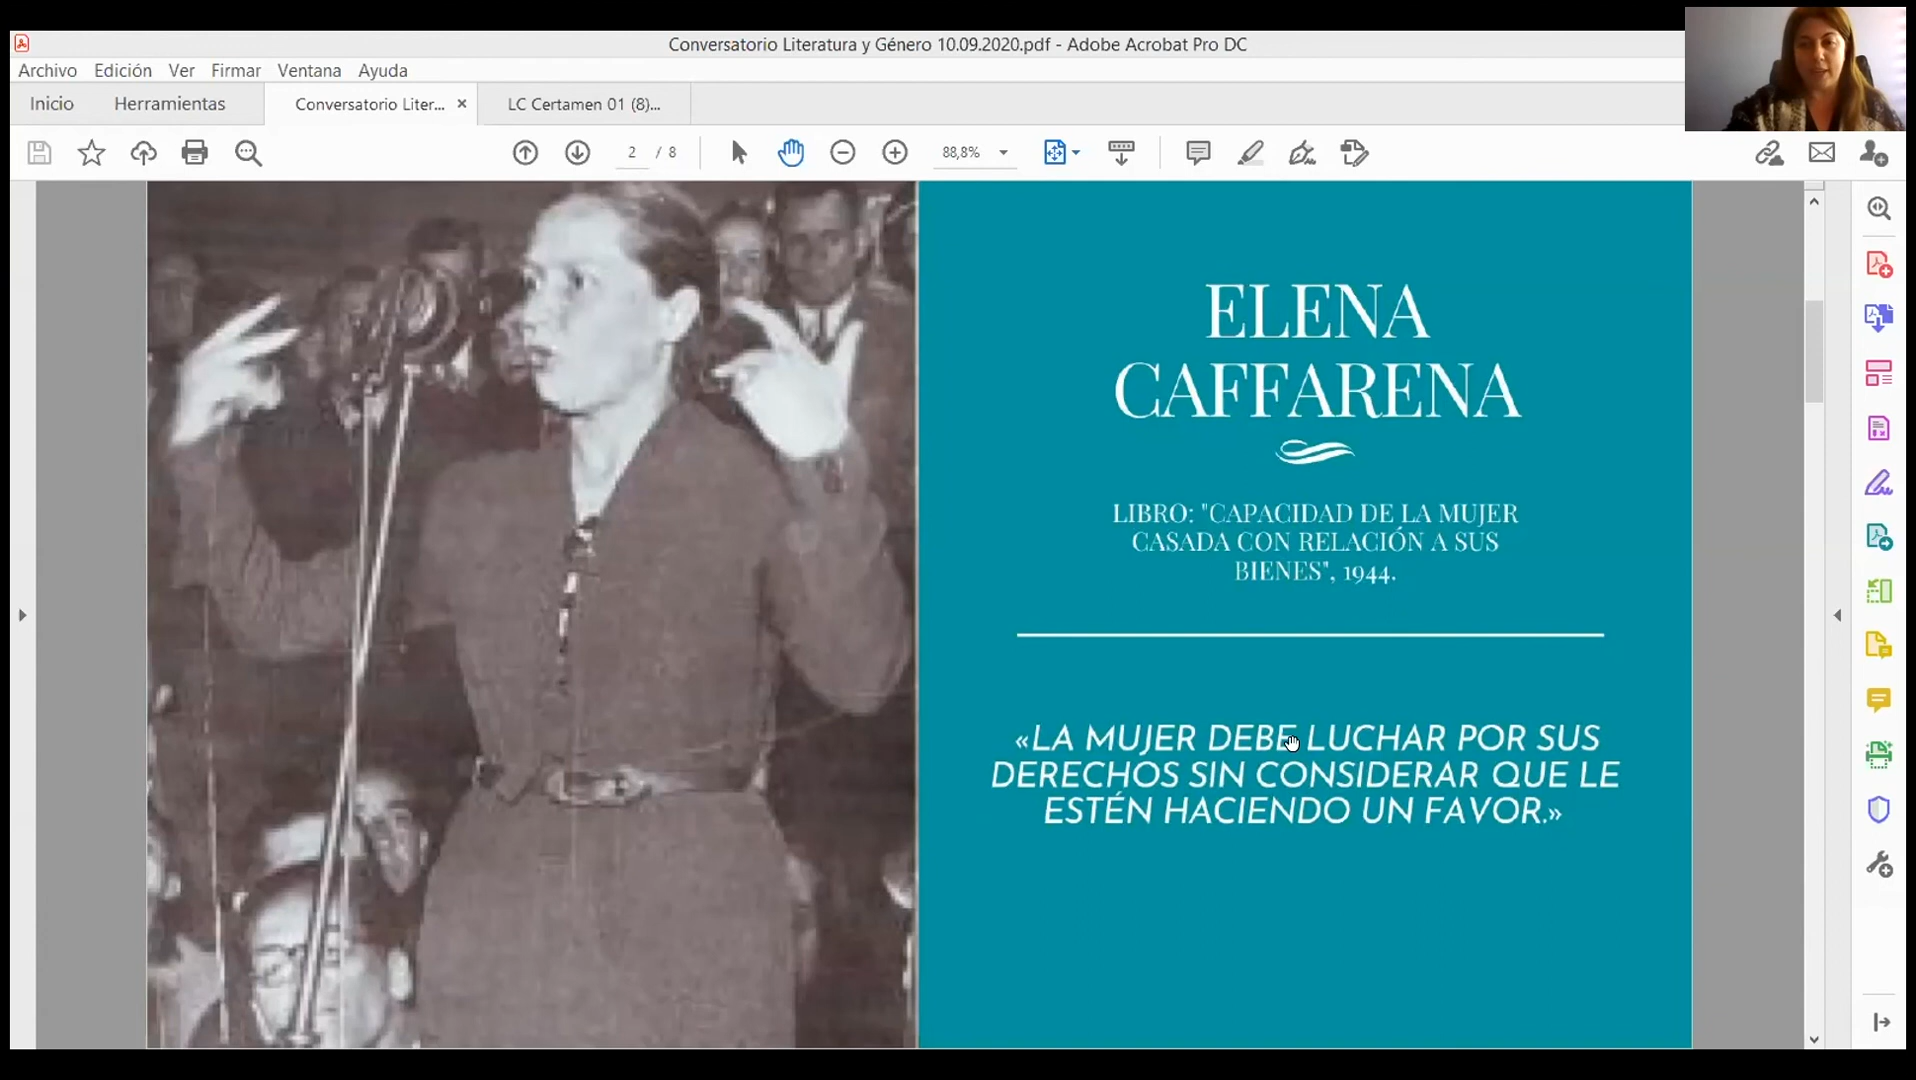 Conversatorio Literatura y Género 10.09.2020.pdf - Adobe Acrobat Pro DC
Archivo Edición Ver Firmar Ventana Ayuda
Inicio Herramientas Conversatorio Liter... × LC Certamen 01 (8)...
2 / 8 88,8%
ELENA
CAFFARENA
LIBRO: "CAPACIDAD DE LA MUJER
CASADA CON RELACIÓN A SUS
BIENES", 1944.
«LA MUJER DEBE LUCHAR POR SUS
DERECHOS SIN CONSIDERAR QUE LE
ESTÉN HACIENDO UN FAVOR.»